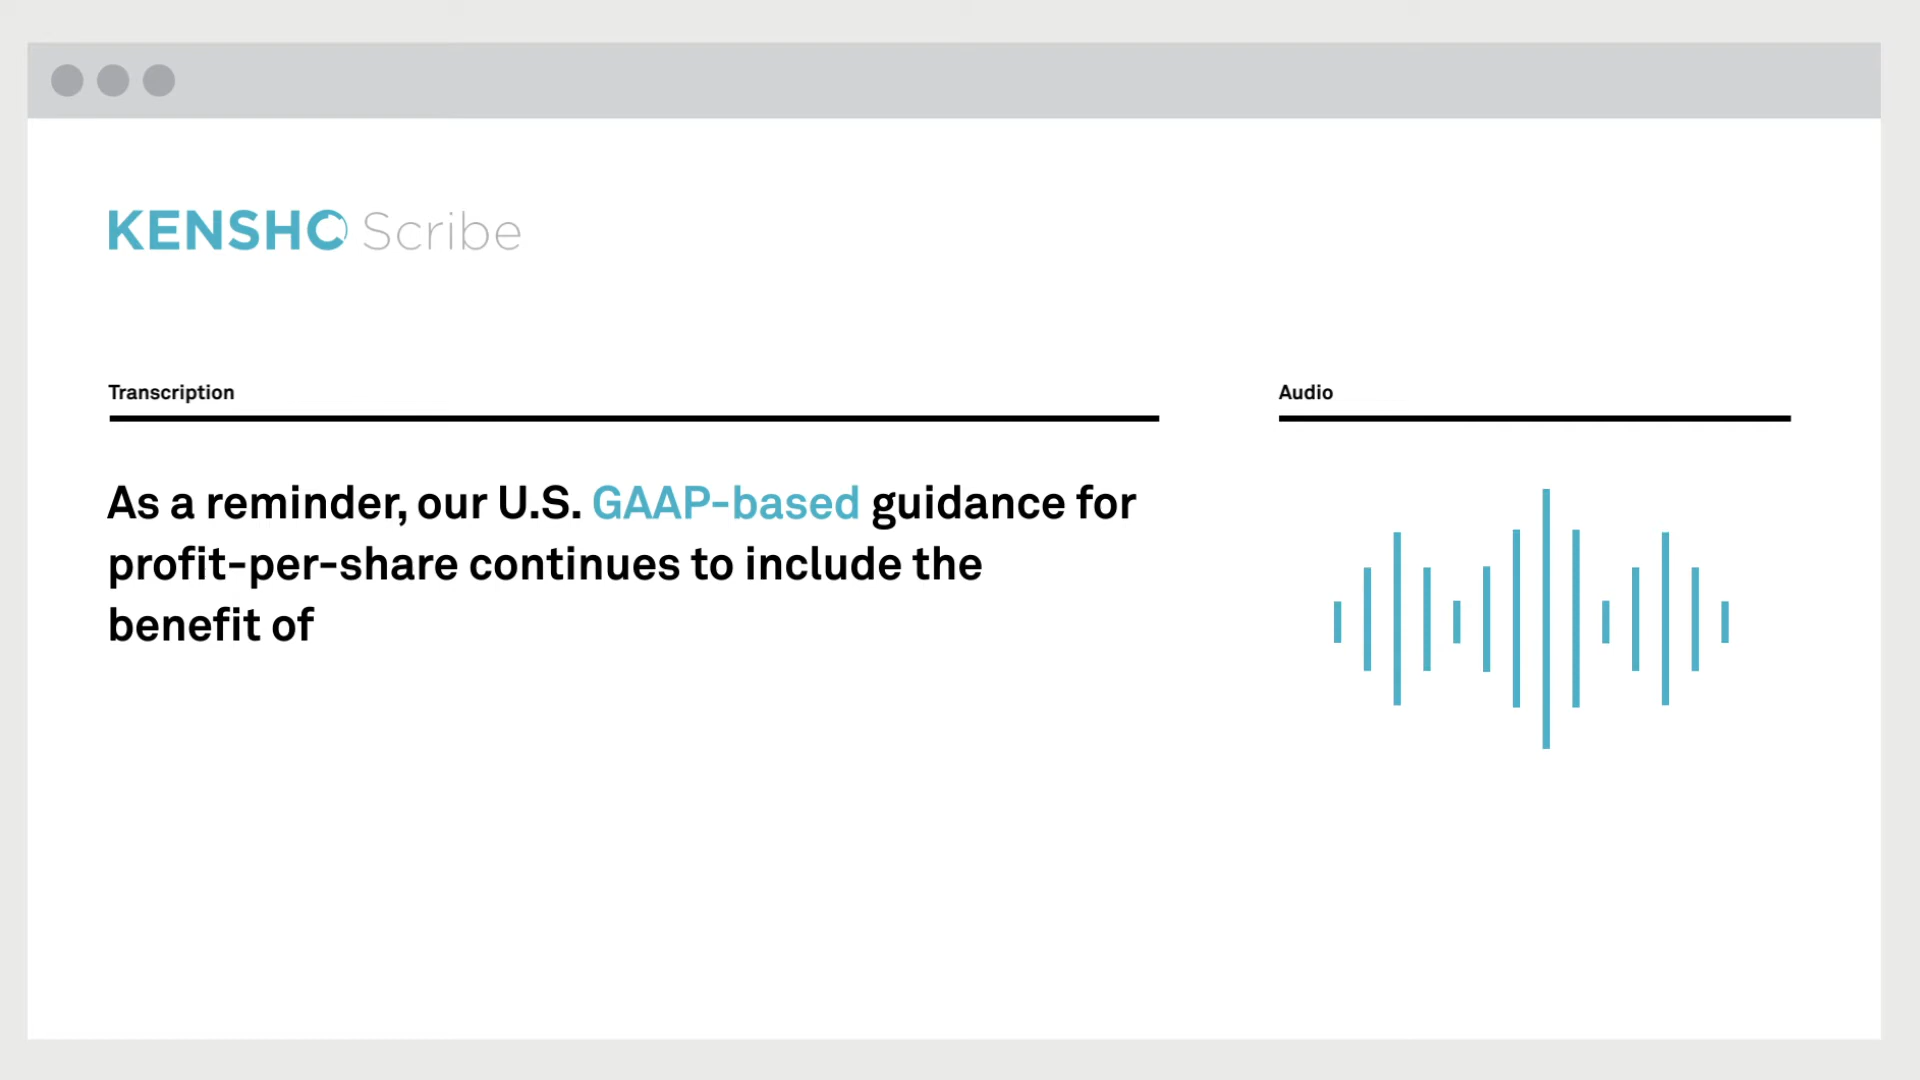 KENSHO Scribe
Transcription
As a reminder, our U.S. GAAP-based guidance for
profit-per-share continues to include the
benefit of
Audio